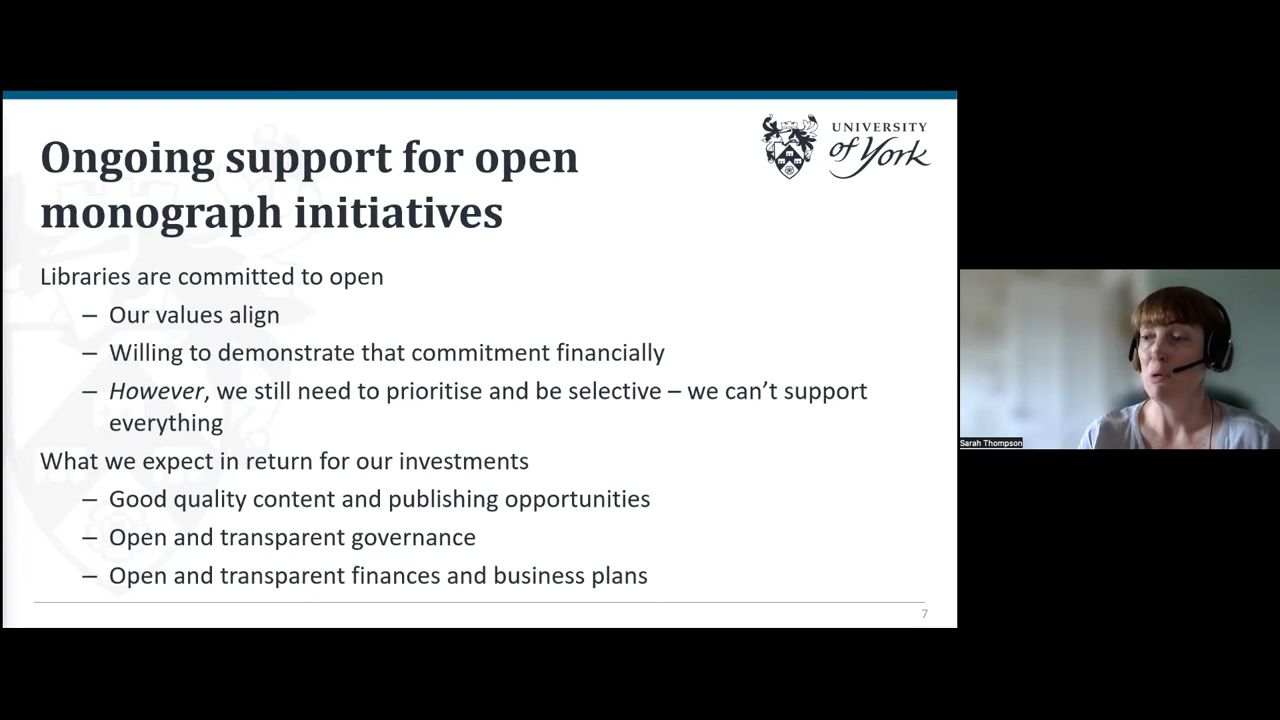 Ongoing support for open
monograph initiatives
UNIVERSITY
of York
Libraries are committed to open
– Our values align
– Willing to demonstrate that commitment financially
– However, we still need to prioritise and be selective – we can’t support
everything
What we expect in return for our investments
– Good quality content and publishing opportunities
– Open and transparent governance
– Open and transparent finances and business plans
7
Sarah Thompson